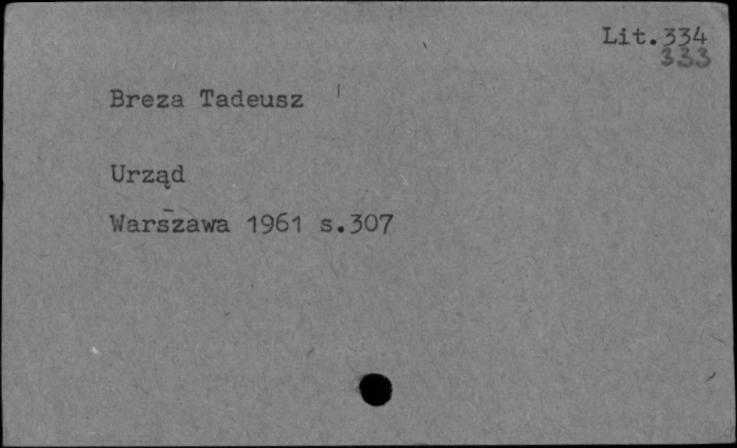 Lit.334
333
Breza Tadeusz
Urząd
Warszawa 1961 s.307